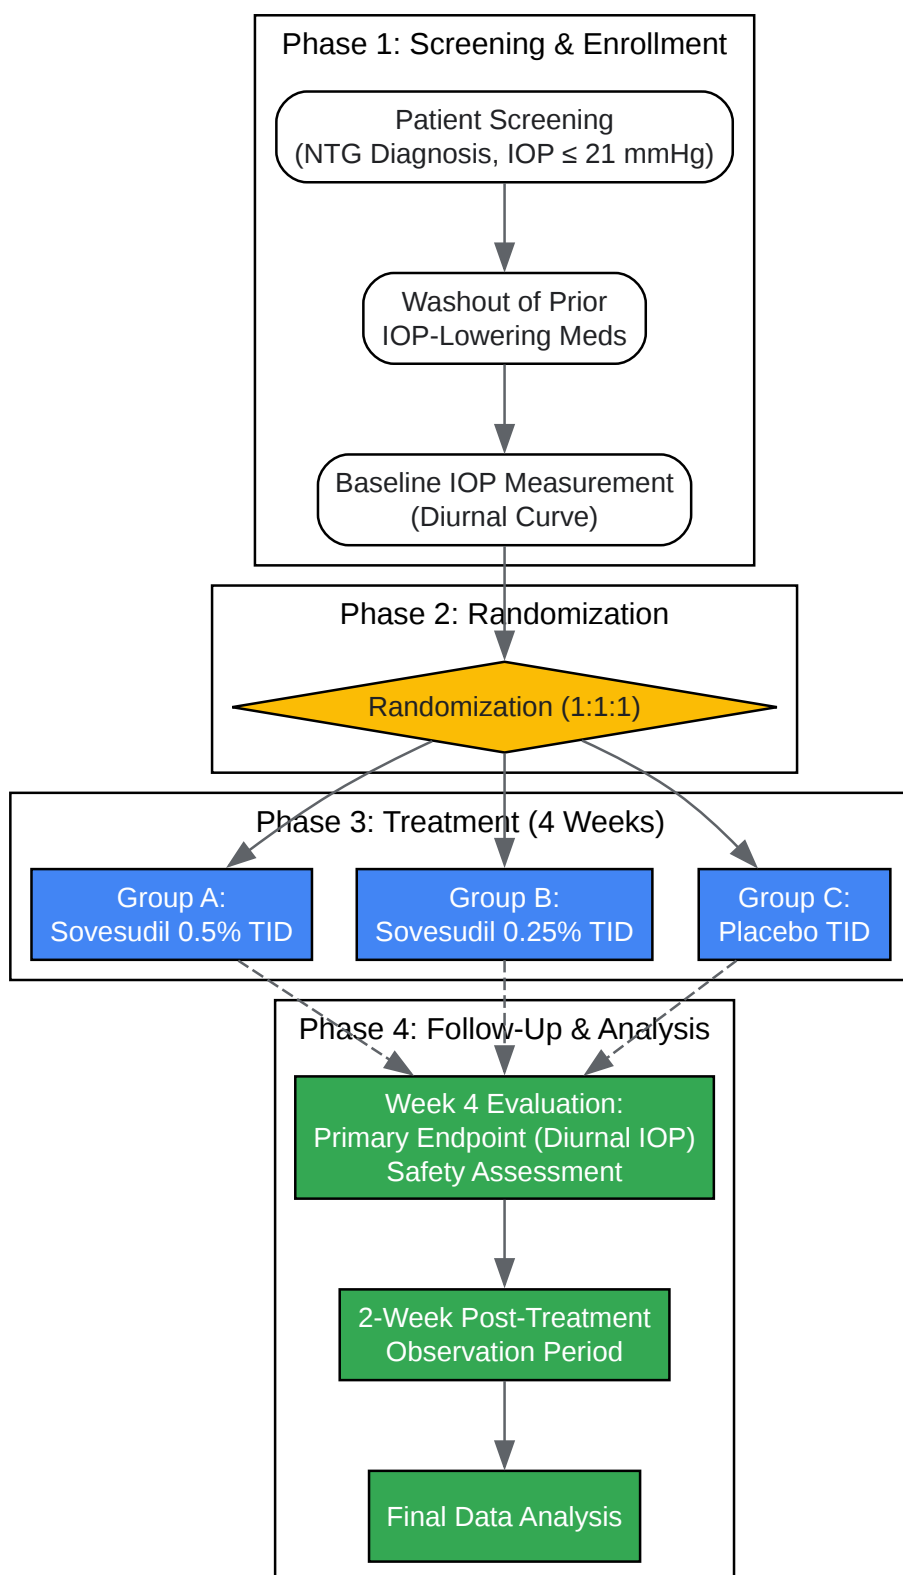 Phase 1: Screening & Enrollment
Patient Screening
(NTG Diagnosis, IOP ≤ 21 mmHg)
Washout of Prior
IOP-Lowering Meds
Baseline IOP Measurement
(Diurnal Curve)
Phase 2: Randomization
Randomization (1:1:1)
Phase 3: Treatment (4 Weeks)
Group A:
Sovesudil 0.5% TID
Group B:
Sovesudil 0.25% TID
Group C:
Placebo TID
Phase 4: Follow-Up & Analysis
Week 4 Evaluation:
Primary Endpoint (Diurnal IOP)
Safety Assessment
2-Week Post-Treatment
Observation Period
Final Data Analysis